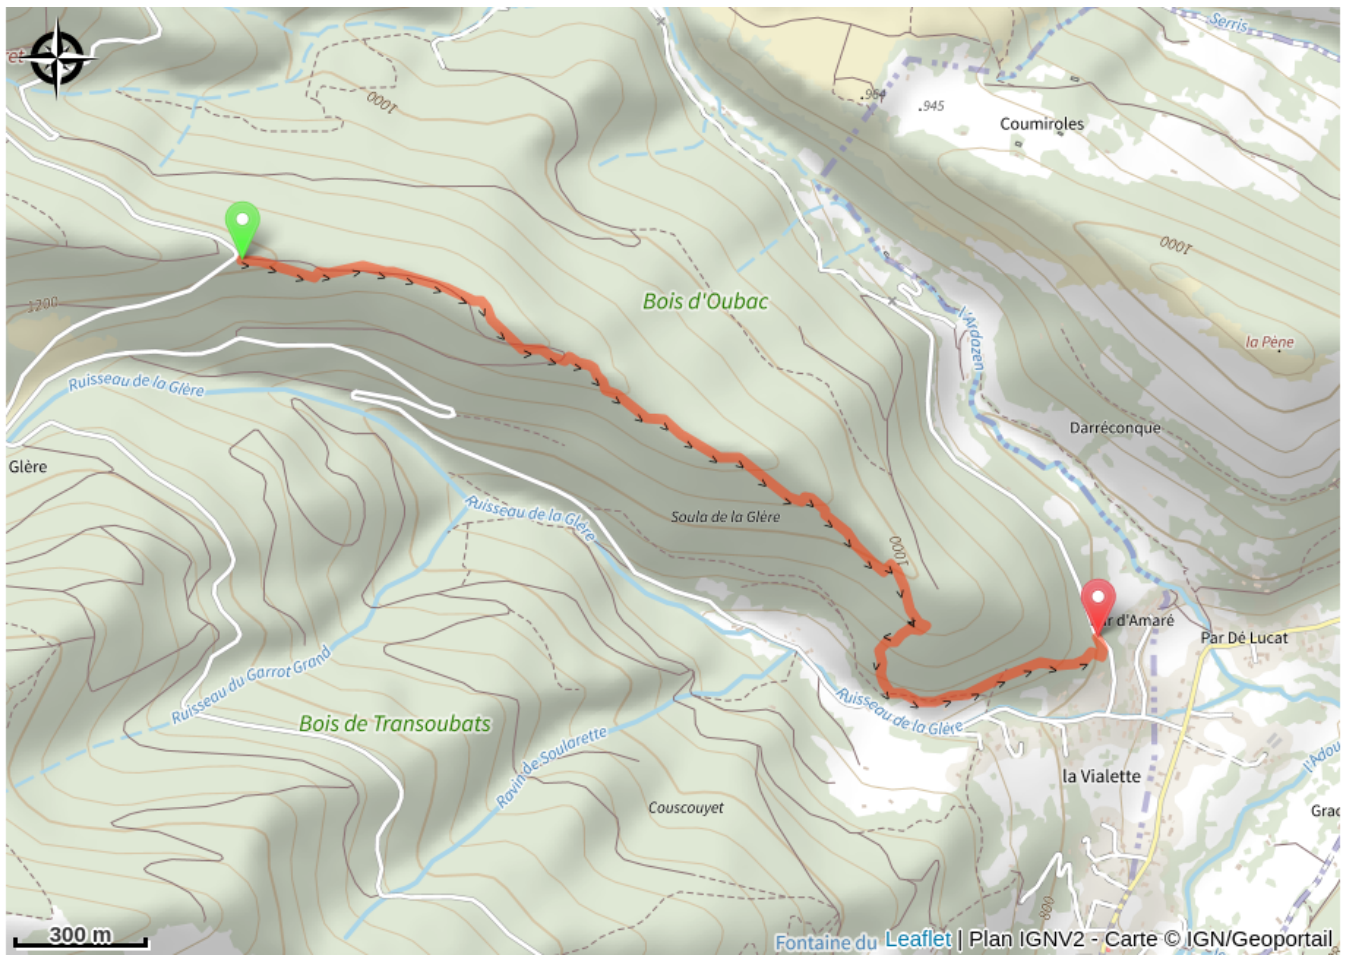 Serris
et
1000
.964
.945
Coumiroles
1000
1200
Bois d'Oubac
l'Ardazen
la Pène
Ruisseau de la Glère
Darréconque
Glère
Ruisseau de la Glère
Soula de la Glère
1000
d'Amaré
Par Dé Lucat
Ruisseau du Garrot Grand
Ruisseau de la Glère
Bois de Transoubats
Ravin de Soularette
l'Adou
la Vialette
Couscouyet
Grac
800
300 m
Fontaine du
Leaflet | Plan IGNV2 - Carte © IGN/Geoportail